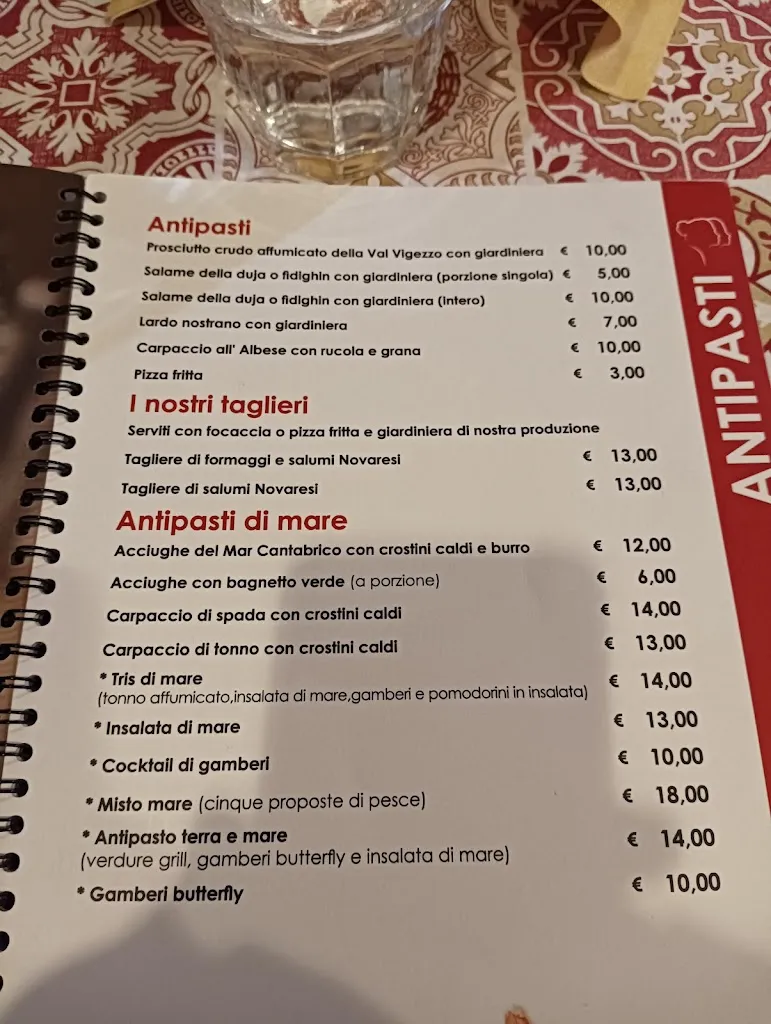 Antipasti
Prosciutto crudo affumicato della Val Vigezzo con giardiniera € 10,00
Salame della duja o fidighin con giardiniera (porzione singola) € 5,00
Salame della duja o fidighin con giardiniera (intero) € 10,00
Lardo nostrano con giardiniera € 7,00
Carpaccio all' Albese con rucola e grana € 10,00
Pizza fritta € 3,00
I nostri taglieri
Serviti con focaccia o pizza fritta e giardiniera di nostra produzione
Tagliere di formaggi e salumi Novaresi € 13,00
Tagliere di salumi Novaresi € 13,00
Antipasti di mare
Acciughe del Mar Cantabrico con crostini caldi e burro € 12,00
Acciughe con bagnetto verde (a porzione) € 6,00
Carpaccio di spada con crostini caldi € 14,00
Carpaccio di tonno con crostini caldi € 13,00
* Tris di mare € 14,00
(tonno affumicato,insalata di mare,gamberi e pomodorini in insalata)
* Insalata di mare € 13,00
* Cocktail di gamberi € 10,00
* Misto mare (cinque proposte di pesce) € 18,00
* Antipasto terra e mare € 14,00
(verdure grill, gamberi butterfly e insalata di mare)
* Gamberi butterfly € 10,00
ANTIPASTI